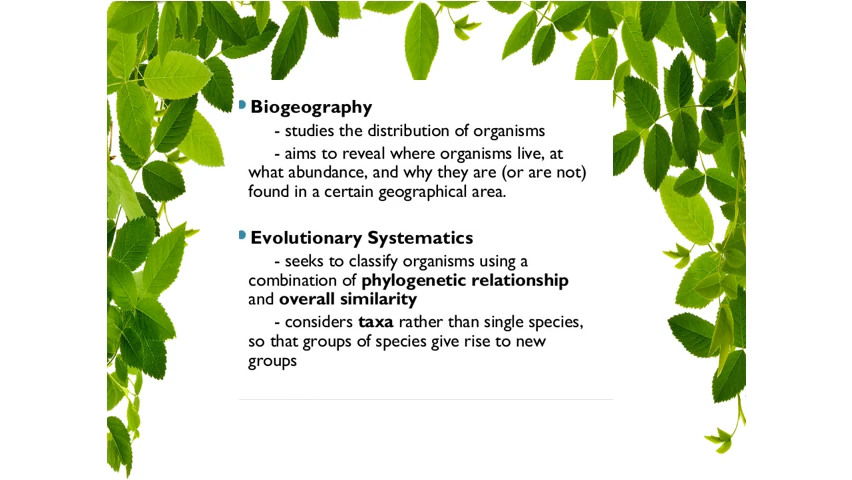 Biogeography
- studies the distribution of organisms
- aims to reveal where organisms live, at
what abundance, and why they are (or are not)
found in a certain geographical area.
Evolutionary Systematics
- seeks to classify organisms using a
combination of phylogenetic relationship
and overall similarity
- considers taxa rather than single species,
so that groups of species give rise to new
groups